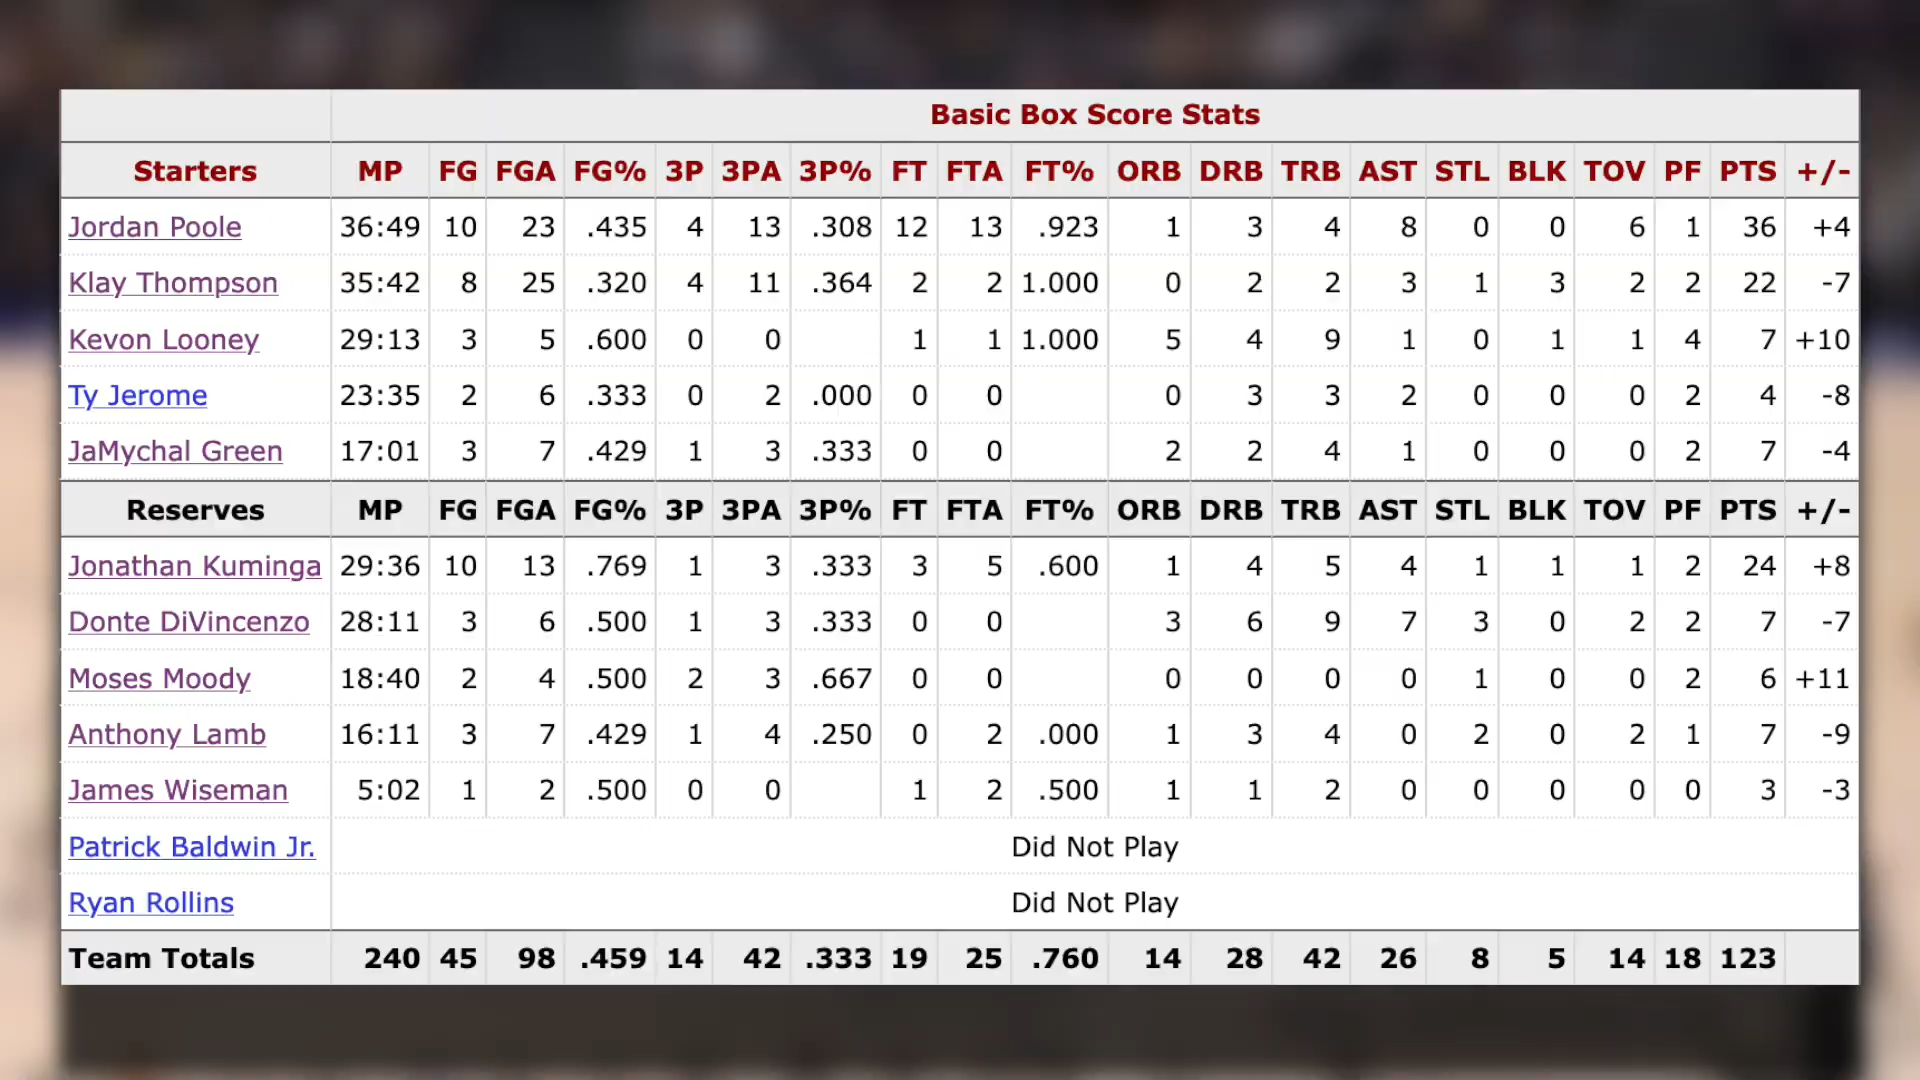 Basic Box Score Stats
Starters MP FG FGA FG% 3P 3PA 3P% FT FTA FT% ORB DRB TRB AST STL BLK TOV PF PTS +/-
Jordan Poole 36:49 10 23 .435 4 13 .308 12 13 .923 1 3 4 8 0 0 6 1 36 +4
Klay Thompson 35:42 8 25 .320 4 11 .364 2 2 1.000 0 2 2 3 1 3 2 2 22 -7
Kevon Looney 29:13 3 5 .600 0 0 1 1 1.000 5 4 9 1 0 1 1 4 7 +10
Ty Jerome 23:35 2 6 .333 0 2 .000 0 0 0 3 3 2 0 0 0 2 4 -8
JaMychal Green 17:01 3 7 .429 1 3 .333 0 0 2 2 4 1 0 0 0 2 7 -4
Reserves MP FG FGA FG% 3P 3PA 3P% FT FTA FT% ORB DRB TRB AST STL BLK TOV PF PTS +/-
Jonathan Kuminga 29:36 10 13 .769 1 3 .333 3 5 .600 1 4 5 4 1 1 1 2 24 +8
Donte DiVincenzo 28:11 3 6 .500 1 3 .333 0 0 3 6 9 7 3 0 2 2 7 -7
Moses Moody 18:40 2 4 .500 2 3 .667 0 0 0 0 0 0 1 0 0 2 6 +11
Anthony Lamb 16:11 3 7 .429 1 4 .250 0 2 .000 1 3 4 0 2 0 2 1 7 -9
James Wiseman 5:02 1 2 .500 0 0 1 2 .500 1 1 2 0 0 0 0 0 3 -3
Patrick Baldwin Jr. Did Not Play
Ryan Rollins Did Not Play
Team Totals 240 45 98 .459 14 42 .333 19 25 .760 14 28 42 26 8 5 14 18 123